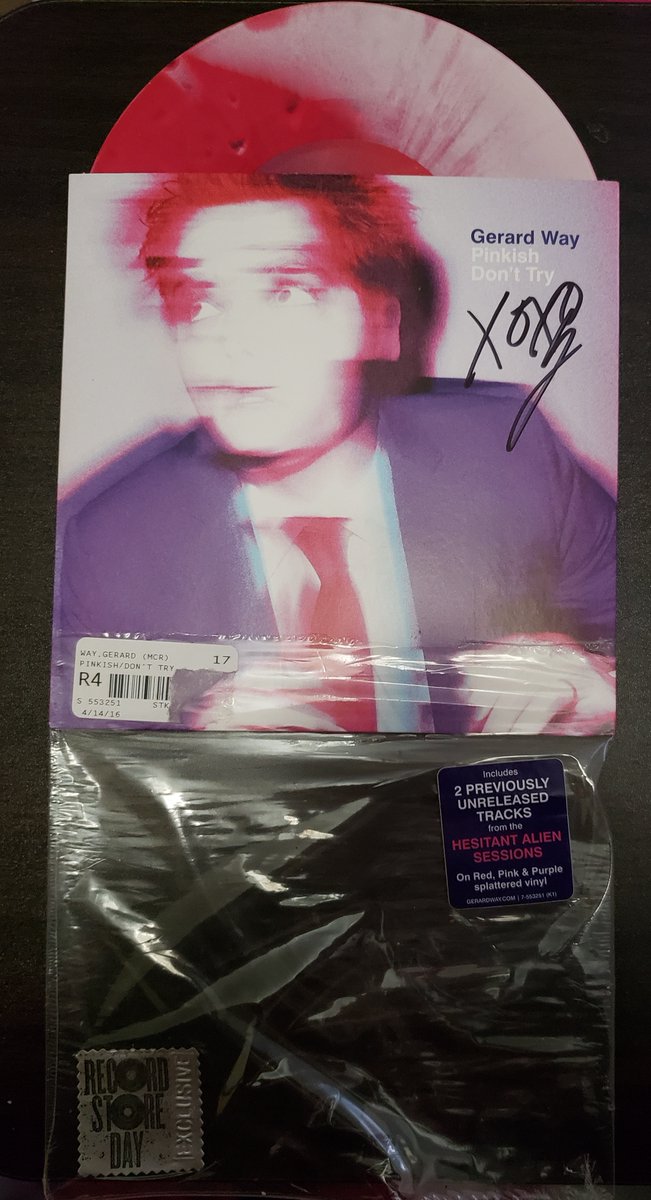 Gerard Way
Pinkish
Don't Try
xoxo
WAY.GERARD (MCR) 17
PINKISH/DON'T TRY
R4
S 553251 STK
4/14/16
Includes
2 PREVIOUSLY
UNRELEASED
TRACKS
from the
HESITANT ALIEN
SESSIONS
On Red, Pink & Purple
splattered vinyl
GERARDWAY.COM | 7-553251 (K1)
RECORD
STORE
DAY
EXCLUSIVE